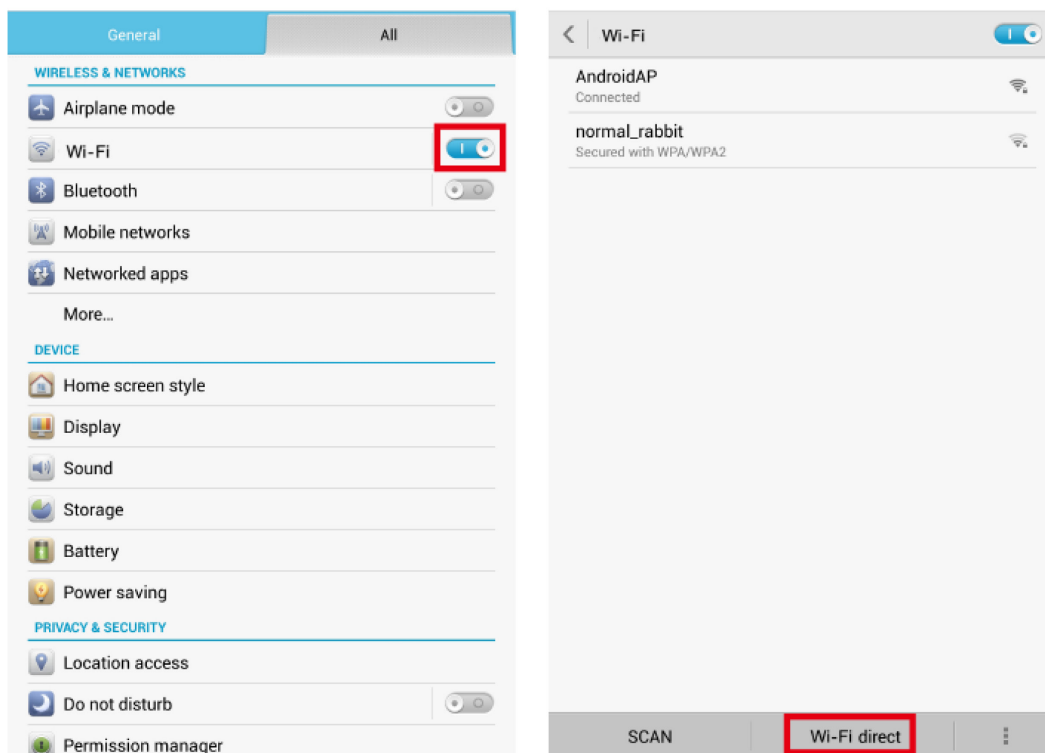 General
All
WIRELESS & NETWORKS
Airplane mode
Wi-Fi
Bluetooth
Mobile networks
Networked apps
More...
DEVICE
Home screen style
Display
Sound
Storage
Battery
Power saving
PRIVACY & SECURITY
Location access
Do not disturb
Permission manager
Wi-Fi
AndroidAP
Connected
normal_rabbit
Secured with WPA/WPA2
SCAN
Wi-Fi direct